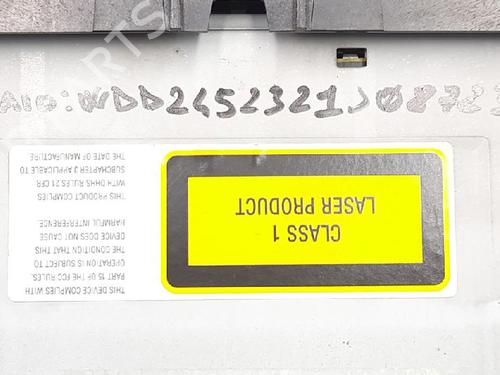 WDD2452321J0872
CLASS 1
LASER PRODUCT
THIS DEVICE COMPLIES WITH
PART 15 OF THE FCC RULES.
OPERATION IS SUBJECT TO
THE CONDITION THAT THIS
DEVICE DOES NOT CAUSE
HARMFUL INTERFERENCE.
THIS PRODUCT COMPLIES
WITH DHHS RULES 21 CFR
SUBCHAPTER J APPLICABLE TO
THE DATE OF MANUFACTURE